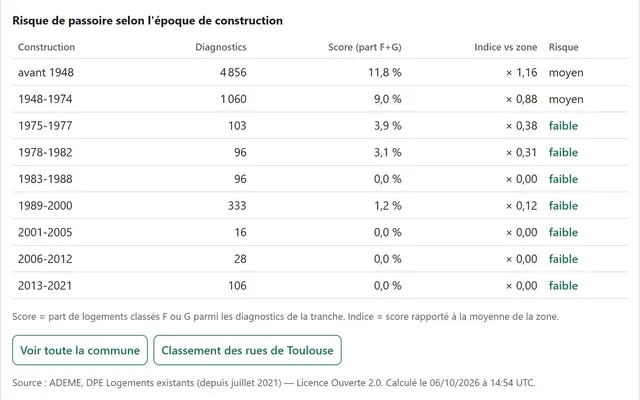 Risque de passoire selon l'époque de construction
Construction Diagnostics Score (part F+G) Indice vs zone Risque
avant 1948 4 856 11,8 % × 1,16 moyen
1948-1974 1 060 9,0 % × 0,88 moyen
1975-1977 103 3,9 % × 0,38 faible
1978-1982 96 3,1 % × 0,31 faible
1983-1988 96 0,0 % × 0,00 faible
1989-2000 333 1,2 % × 0,12 faible
2001-2005 16 0,0 % × 0,00 faible
2006-2012 28 0,0 % × 0,00 faible
2013-2021 106 0,0 % × 0,00 faible
Score = part de logements classés F ou G parmi les diagnostics de la tranche. Indice = score rapporté à la moyenne de la zone.
Voir toute la commune Classement des rues de Toulouse
Source : ADEME, DPE Logements existants (depuis juillet 2021) — Licence Ouverte 2.0. Calculé le 06/10/2026 à 14:54 UTC.